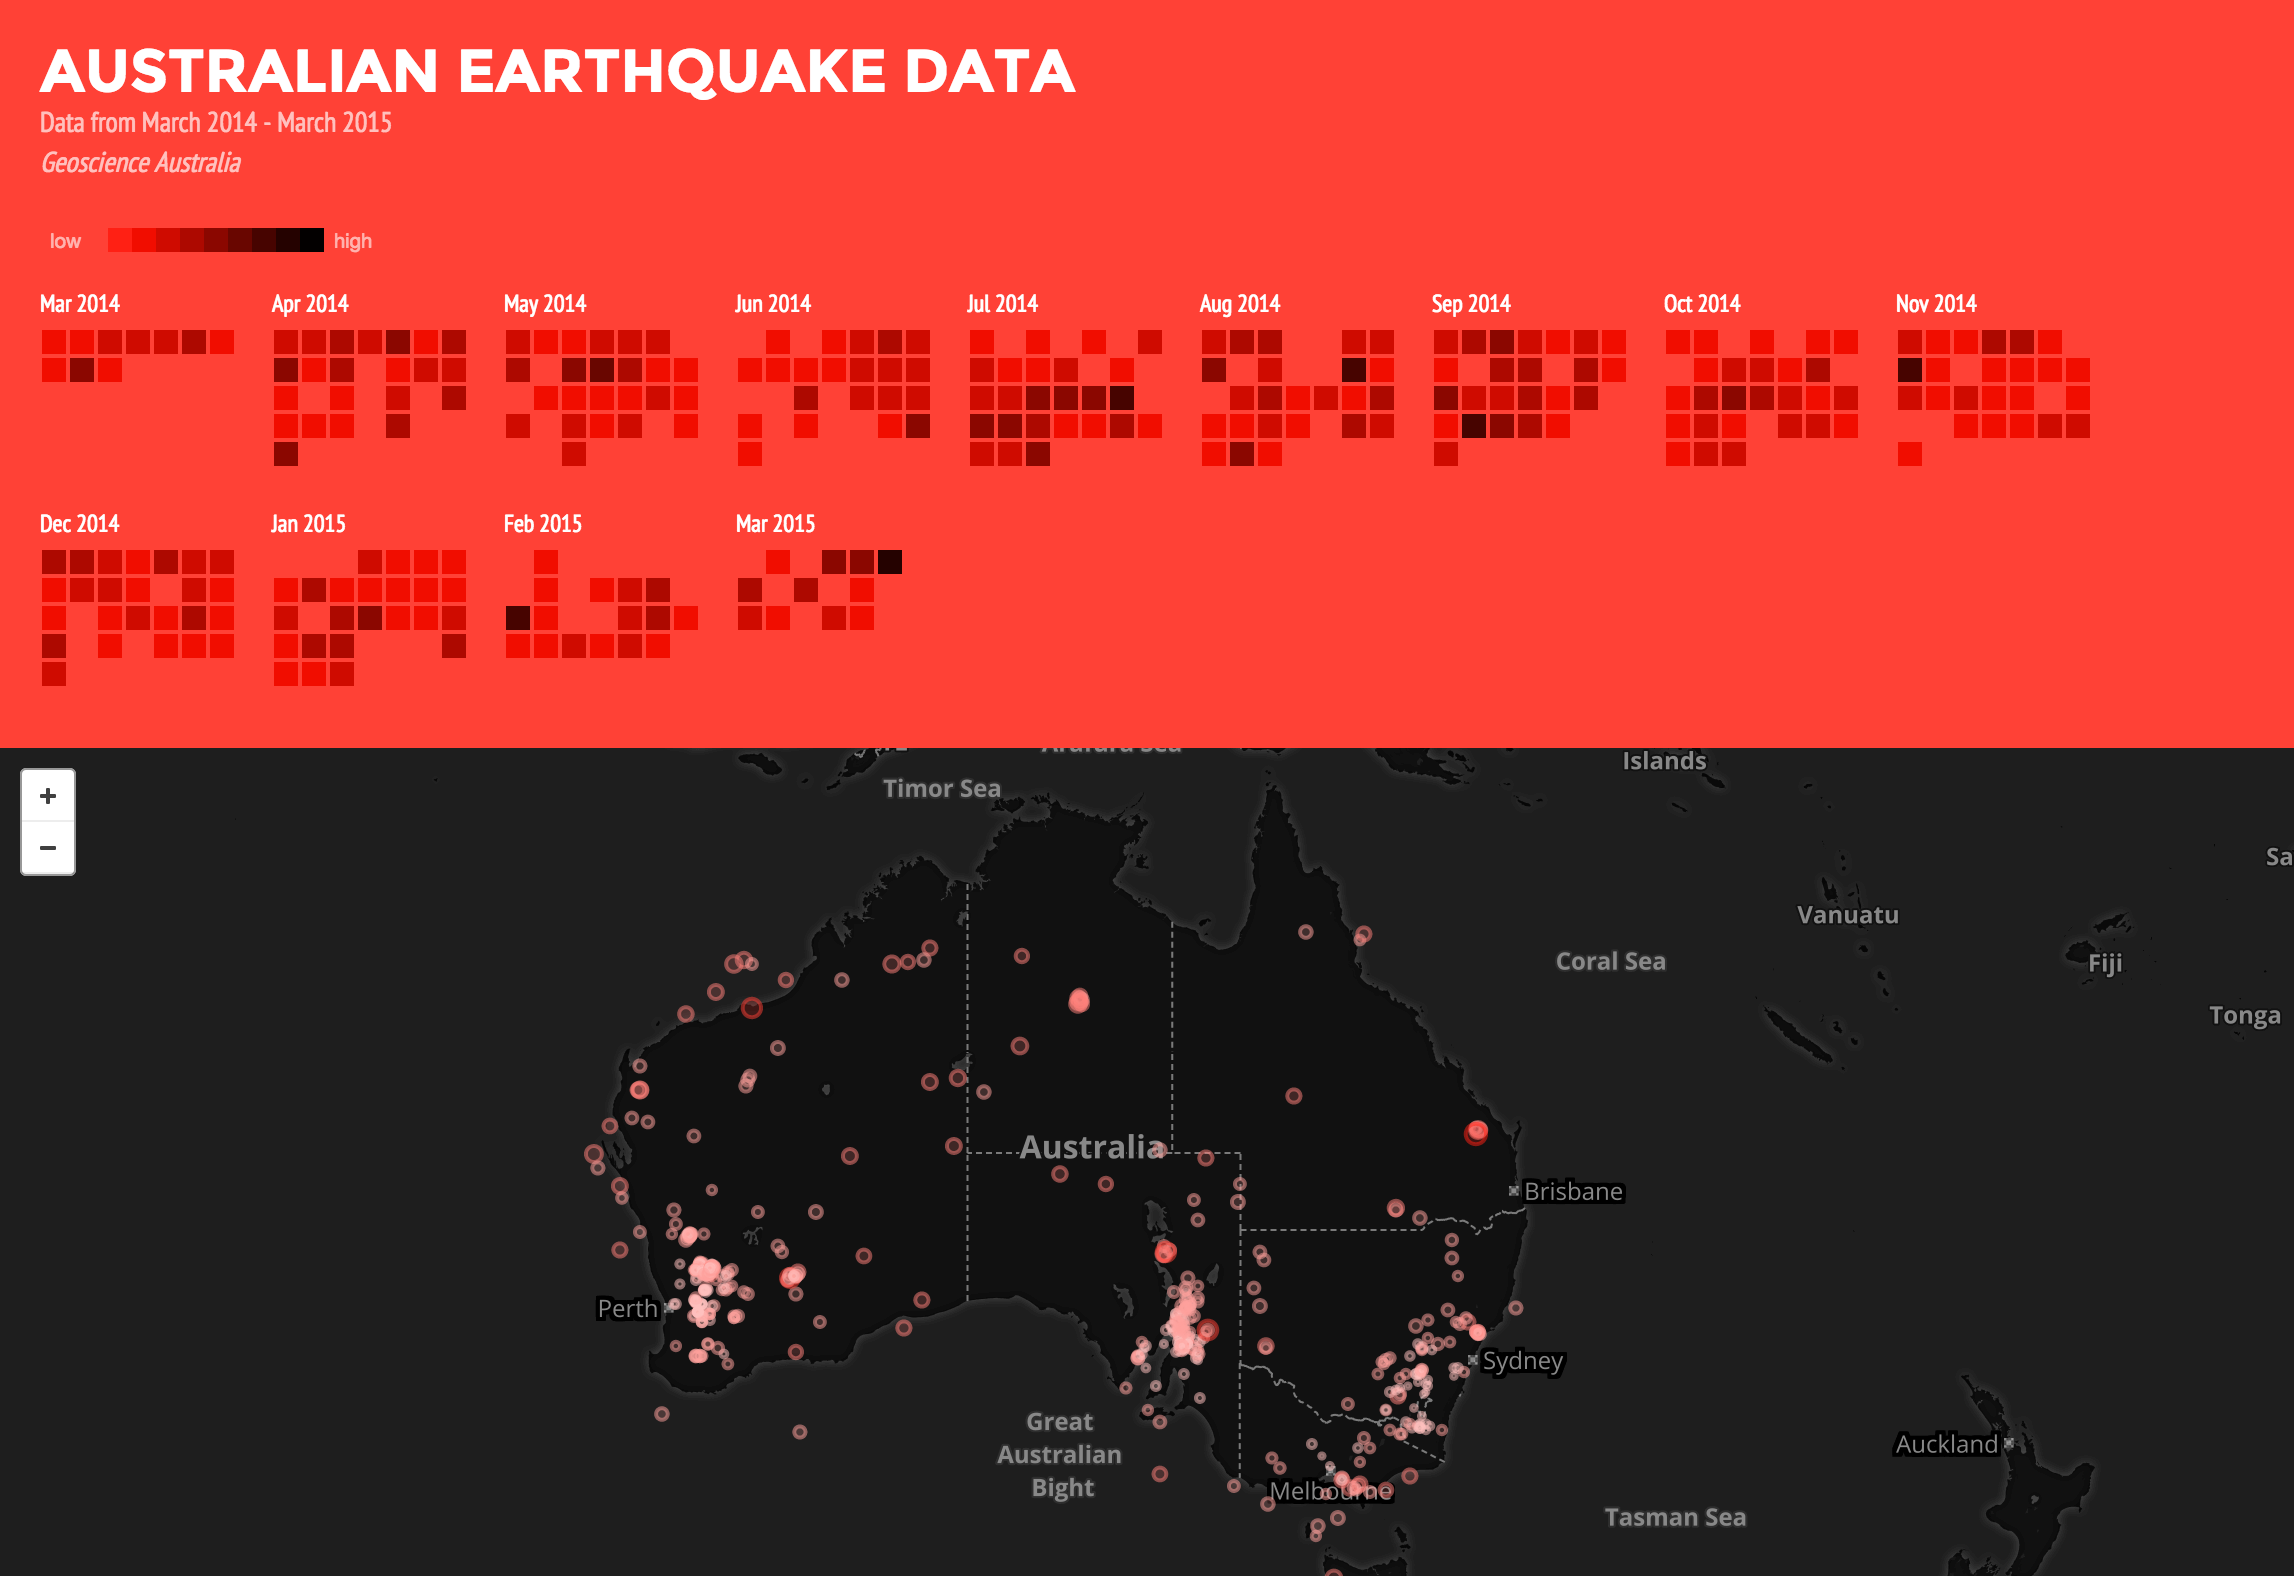 AUSTRALIAN EARTHQUAKE DATA
Data from March 2014 - March 2015
Geoscience Australia
low high
Mar 2014 Apr 2014 May 2014 Jun 2014 Jul 2014 Aug 2014 Sep 2014 Oct 2014 Nov 2014
Dec 2014 Jan 2015 Feb 2015 Mar 2015
+
−
Arafura Sea
Islands
Timor Sea
Sa
Vanuatu
Coral Sea
Fiji
Tonga
Australia
Brisbane
Perth
Sydney
Great
Australian
Bight
Auckland
Melbourne
Tasman Sea